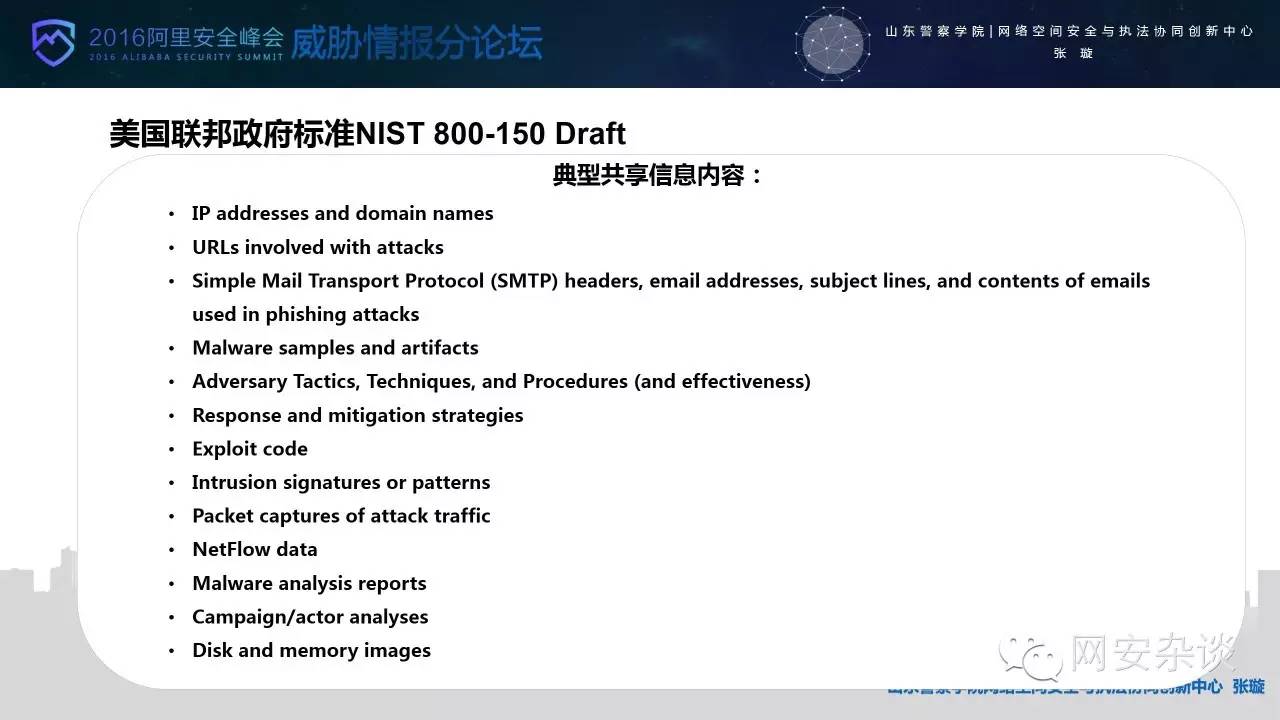 2016阿里安全峰会 威胁情报分论坛
2016 ALIBABA SECURITY SUMMIT
山东警察学院|网络空间安全与执法协同创新中心
张 璇
美国联邦政府标准NIST 800-150 Draft
典型共享信息内容：
• IP addresses and domain names
• URLs involved with attacks
• Simple Mail Transport Protocol (SMTP) headers, email addresses, subject lines, and contents of emails
used in phishing attacks
• Malware samples and artifacts
• Adversary Tactics, Techniques, and Procedures (and effectiveness)
• Response and mitigation strategies
• Exploit code
• Intrusion signatures or patterns
• Packet captures of attack traffic
• NetFlow data
• Malware analysis reports
• Campaign/actor analyses
• Disk and memory images
网安杂谈
山东警察学院网络空间安全与执法协同创新中心 张璇